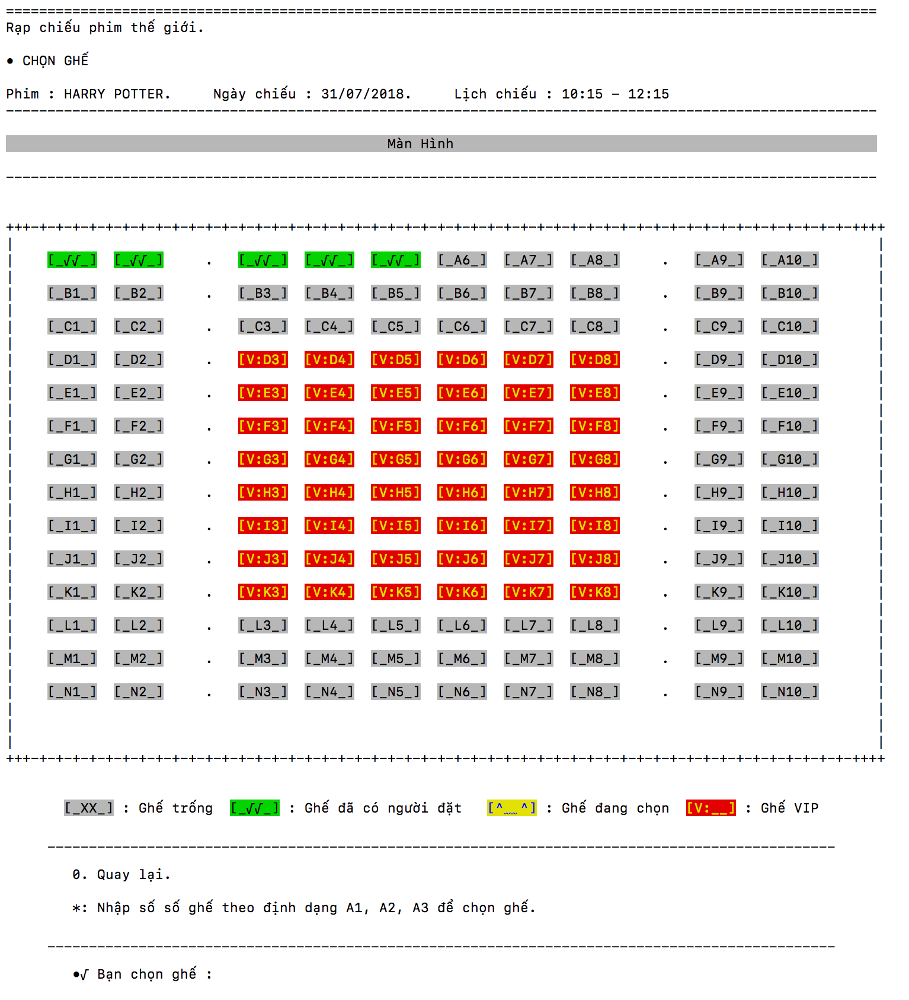 =========================================================================================================
Rạp chiếu phim thế giới.
• CHỌN GHẾ
Phim : HARRY POTTER.     Ngày chiếu : 31/07/2018.     Lịch chiếu : 10:15 – 12:15
---------------------------------------------------------------------------------------------------------
Màn Hình
---------------------------------------------------------------------------------------------------------
+++-+-+-+-+-+-+-+-+-+-+-+-+-+-+-+-+-+-+-+-+-+-+-+-+-+-+-+-+-+-+-+-+-+-+-+-+-+-+-+-+-+-+-+-+-+-+-+-+-+-++++
[_√√_]  [_√√_]     .   [_√√_]  [_√√_]  [_√√_]  [_A6_]  [_A7_]  [_A8_]     .   [_A9_]  [_A10_]
[_B1_]  [_B2_]     .   [_B3_]  [_B4_]  [_B5_]  [_B6_]  [_B7_]  [_B8_]     .   [_B9_]  [_B10_]
[_C1_]  [_C2_]     .   [_C3_]  [_C4_]  [_C5_]  [_C6_]  [_C7_]  [_C8_]     .   [_C9_]  [_C10_]
[_D1_]  [_D2_]     .   [V:D3]  [V:D4]  [V:D5]  [V:D6]  [V:D7]  [V:D8]     .   [_D9_]  [_D10_]
[_E1_]  [_E2_]     .   [V:E3]  [V:E4]  [V:E5]  [V:E6]  [V:E7]  [V:E8]     .   [_E9_]  [_E10_]
[_F1_]  [_F2_]     .   [V:F3]  [V:F4]  [V:F5]  [V:F6]  [V:F7]  [V:F8]     .   [_F9_]  [_F10_]
[_G1_]  [_G2_]     .   [V:G3]  [V:G4]  [V:G5]  [V:G6]  [V:G7]  [V:G8]     .   [_G9_]  [_G10_]
[_H1_]  [_H2_]     .   [V:H3]  [V:H4]  [V:H5]  [V:H6]  [V:H7]  [V:H8]     .   [_H9_]  [_H10_]
[_I1_]  [_I2_]     .   [V:I3]  [V:I4]  [V:I5]  [V:I6]  [V:I7]  [V:I8]     .   [_I9_]  [_I10_]
[_J1_]  [_J2_]     .   [V:J3]  [V:J4]  [V:J5]  [V:J6]  [V:J7]  [V:J8]     .   [_J9_]  [_J10_]
[_K1_]  [_K2_]     .   [V:K3]  [V:K4]  [V:K5]  [V:K6]  [V:K7]  [V:K8]     .   [_K9_]  [_K10_]
[_L1_]  [_L2_]     .   [_L3_]  [_L4_]  [_L5_]  [_L6_]  [_L7_]  [_L8_]     .   [_L9_]  [_L10_]
[_M1_]  [_M2_]     .   [_M3_]  [_M4_]  [_M5_]  [_M6_]  [_M7_]  [_M8_]     .   [_M9_]  [_M10_]
[_N1_]  [_N2_]     .   [_N3_]  [_N4_]  [_N5_]  [_N6_]  [_N7_]  [_N8_]     .   [_N9_]  [_N10_]
+++-+-+-+-+-+-+-+-+-+-+-+-+-+-+-+-+-+-+-+-+-+-+-+-+-+-+-+-+-+-+-+-+-+-+-+-+-+-+-+-+-+-+-+-+-+-+-+-+-+-++++
[_XX_] : Ghế trống  [_√√_] : Ghế đã có người đặt   [^﹏^] : Ghế đang chọn  [V:__] : Ghế VIP
_______________________________________________________________________________________________
0. Quay lại.
*: Nhập số số ghế theo định dạng A1, A2, A3 để chọn ghế.
_______________________________________________________________________________________________
•√ Bạn chọn ghế :